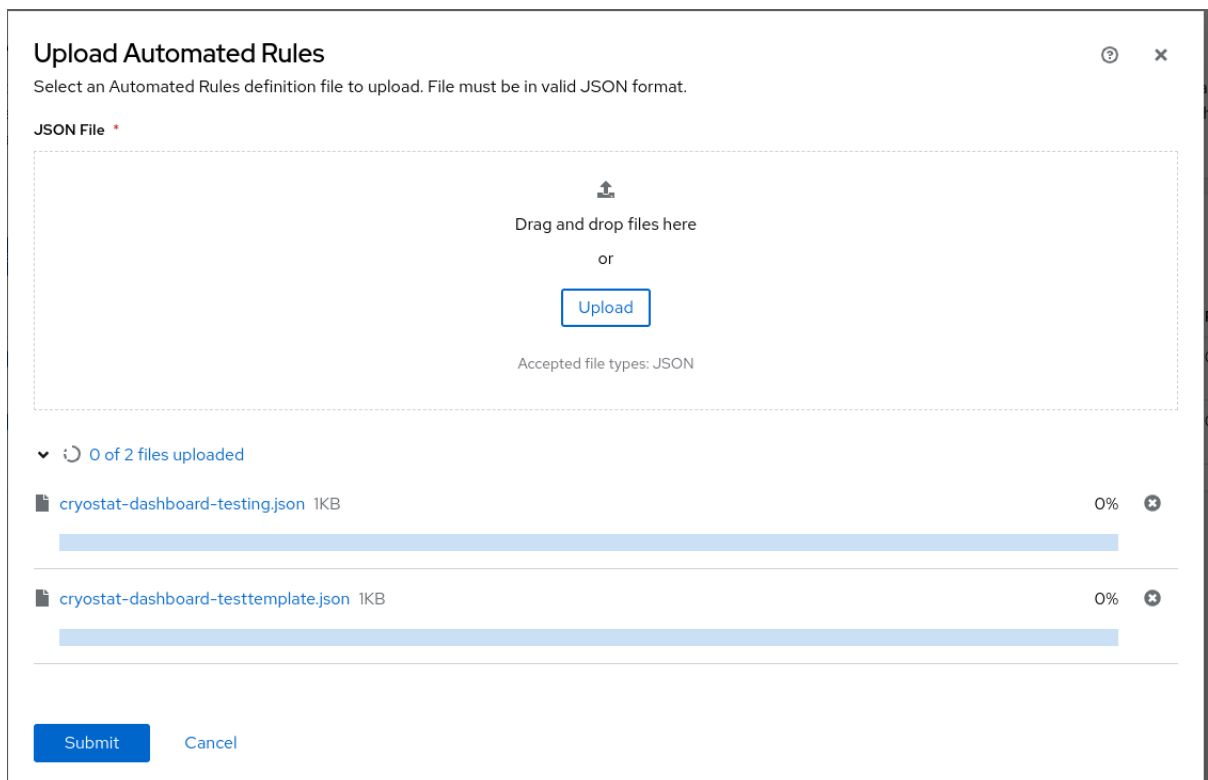 Upload Automated Rules
Select an Automated Rules definition file to upload. File must be in valid JSON format.
JSON File *
Drag and drop files here
or
Upload
Accepted file types: JSON
0 of 2 files uploaded
cryostat-dashboard-testing.json 1KB 0%
cryostat-dashboard-testtemplate.json 1KB 0%
Submit Cancel